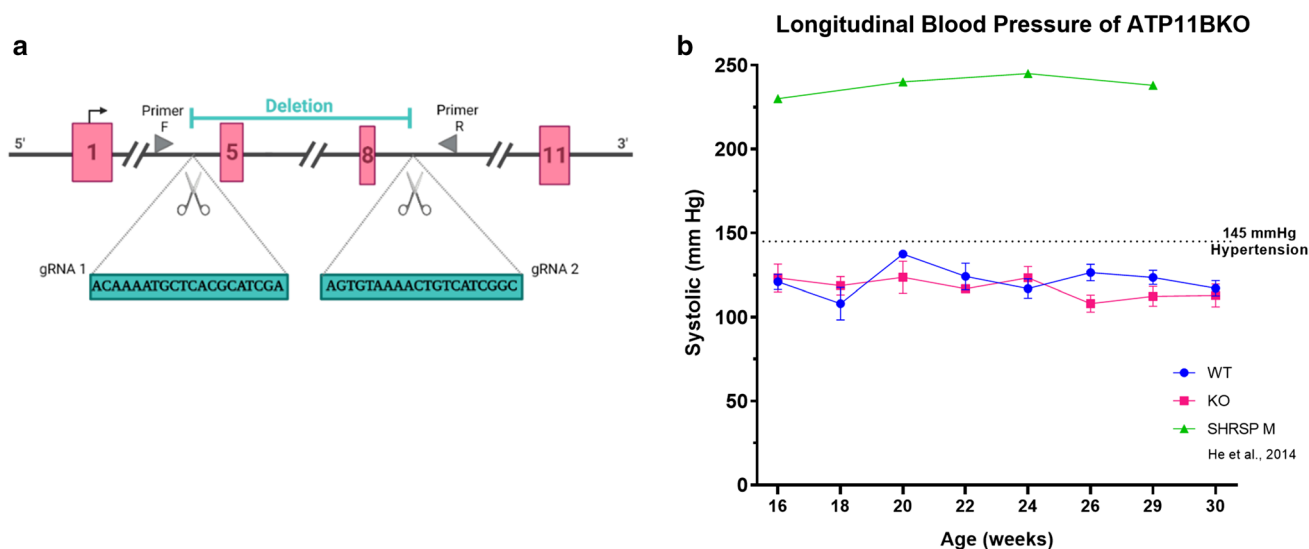 a
Deletion
Primer
F
Primer
R
5'
1
5
8
11
3'
gRNA 1
ACAAAATGCTCACGCATCGA
AGTGTAAAACTGTCATCGGC
gRNA 2
b
Longitudinal Blood Pressure of ATP11BKO
Systolic (mm Hg)
250
200
150
100
50
0
145 mmHg
Hypertension
WT
KO
SHRSP M
He et al., 2014
16 18 20 22 24 26 29 30
Age (weeks)